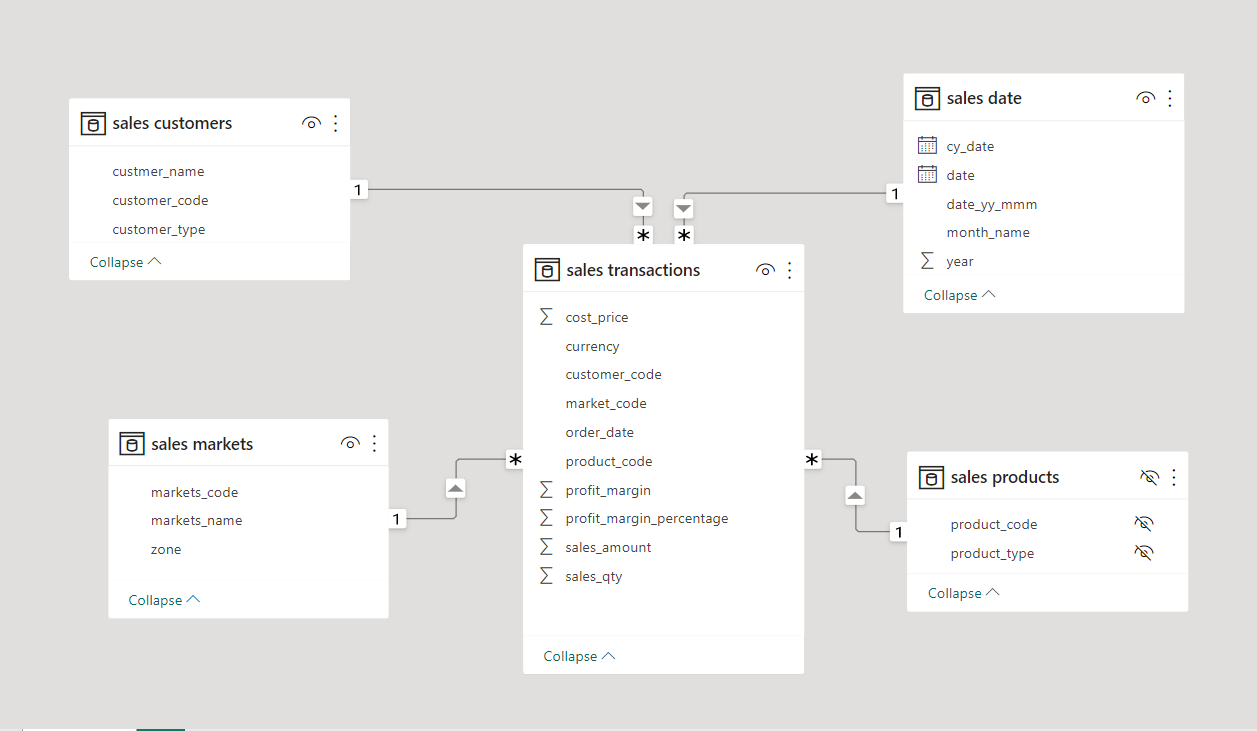 sales customers
custmer_name
customer_code
customer_type
Collapse
1
sales date
cy_date
date
date_yy_mmm
month_name
Σ year
Collapse
1
*
*
sales transactions
Σ cost_price
currency
customer_code
market_code
order_date
product_code
Σ profit_margin
Σ profit_margin_percentage
Σ sales_amount
Σ sales_qty
Collapse
*
*
sales markets
markets_code
markets_name
zone
Collapse
1
sales products
product_code
product_type
Collapse
1